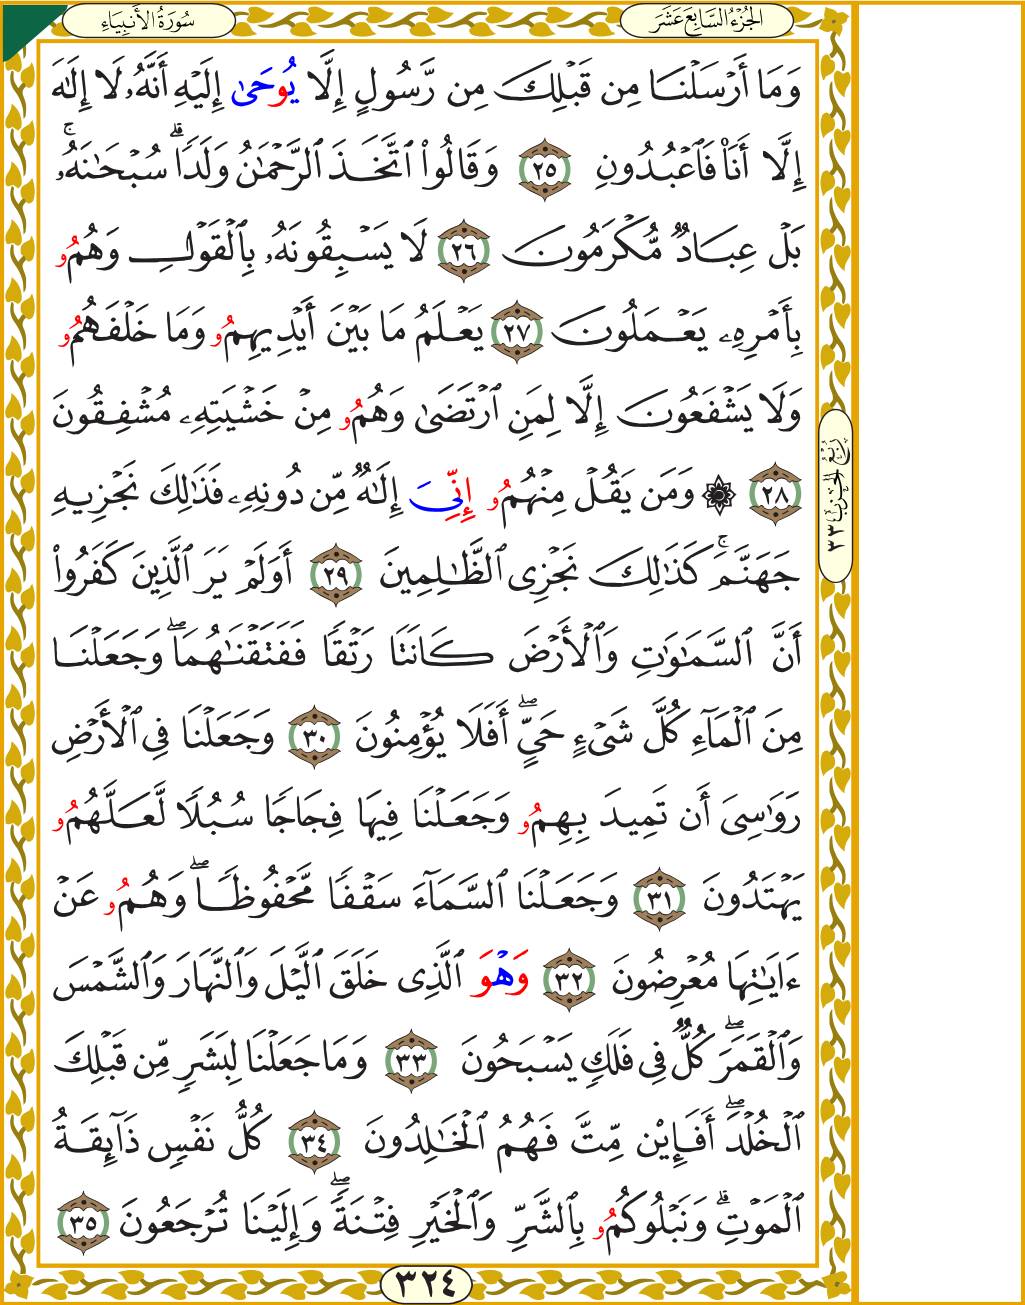 الجُزْءُ السَّابِعَ عَشَرَ
سُورَةُ الأَنبِيَاءِ
وَمَا أَرْسَلْنَا مِن قَبْلِكَ مِن رَّسُولٍ إِلَّا يُوحَىٰ إِلَيْهِ أَنَّهُۥ لَا إِلَٰهَ
إِلَّا أَنَا۠ فَٱعْبُدُونِ ٢٥ وَقَالُوا۟ ٱتَّخَذَ ٱلرَّحْمَٰنُ وَلَدًا ۗ سُبْحَٰنَهُۥ ۚ
بَلْ عِبَادٌ مُّكْرَمُونَ ٢٦ لَا يَسْبِقُونَهُۥ بِٱلْقَوْلِ وَهُمُو
بِأَمْرِهِۦ يَعْمَلُونَ ٢٧ يَعْلَمُ مَا بَيْنَ أَيْدِيهِمُو وَمَا خَلْفَهُمُو
وَلَا يَشْفَعُونَ إِلَّا لِمَنِ ٱرْتَضَىٰ وَهُمُو مِنْ خَشْيَتِهِۦ مُشْفِقُونَ
٢٨ ۞ وَمَن يَقُلْ مِنْهُمُو إِنِّيَ إِلَٰهٌ مِّن دُونِهِۦ فَذَٰلِكَ نَجْزِيهِ
جَهَنَّمَ ۚ كَذَٰلِكَ نَجْزِى ٱلظَّٰلِمِينَ ٢٩ أَوَلَمْ يَرَ ٱلَّذِينَ كَفَرُوا۟
أَنَّ ٱلسَّمَٰوَٰتِ وَٱلْأَرْضَ كَانَتَا رَتْقًا فَفَتَقْنَٰهُمَا ۖ وَجَعَلْنَا
مِنَ ٱلْمَآءِ كُلَّ شَىْءٍ حَىٍّ ۖ أَفَلَا يُؤْمِنُونَ ٣٠ وَجَعَلْنَا فِى ٱلْأَرْضِ
رَوَٰسِىَ أَن تَمِيدَ بِهِمُو وَجَعَلْنَا فِيهَا فِجَاجًا سُبُلًا لَّعَلَّهُمُو
يَهْتَدُونَ ٣١ وَجَعَلْنَا ٱلسَّمَآءَ سَقْفًا مَّحْفُوظًا ۖ وَهُمُو عَنْ
ءَايَٰتِهَا مُعْرِضُونَ ٣٢ وَهْوَ ٱلَّذِى خَلَقَ ٱلَّيْلَ وَٱلنَّهَارَ وَٱلشَّمْسَ
وَٱلْقَمَرَ ۖ كُلٌّ فِى فَلَكٍ يَسْبَحُونَ ٣٣ وَمَا جَعَلْنَا لِبَشَرٍ مِّن قَبْلِكَ
ٱلْخُلْدَ ۖ أَفَإِي۟ن مِّتَّ فَهُمُ ٱلْخَٰلِدُونَ ٣٤ كُلُّ نَفْسٍ ذَآئِقَةُ
ٱلْمَوْتِ ۗ وَنَبْلُوكُمُو بِٱلشَّرِّ وَٱلْخَيْرِ فِتْنَةً ۖ وَإِلَيْنَا تُرْجَعُونَ ٣٥
رُبْعُ الحِزْبِ ٣٣
٣٢٤